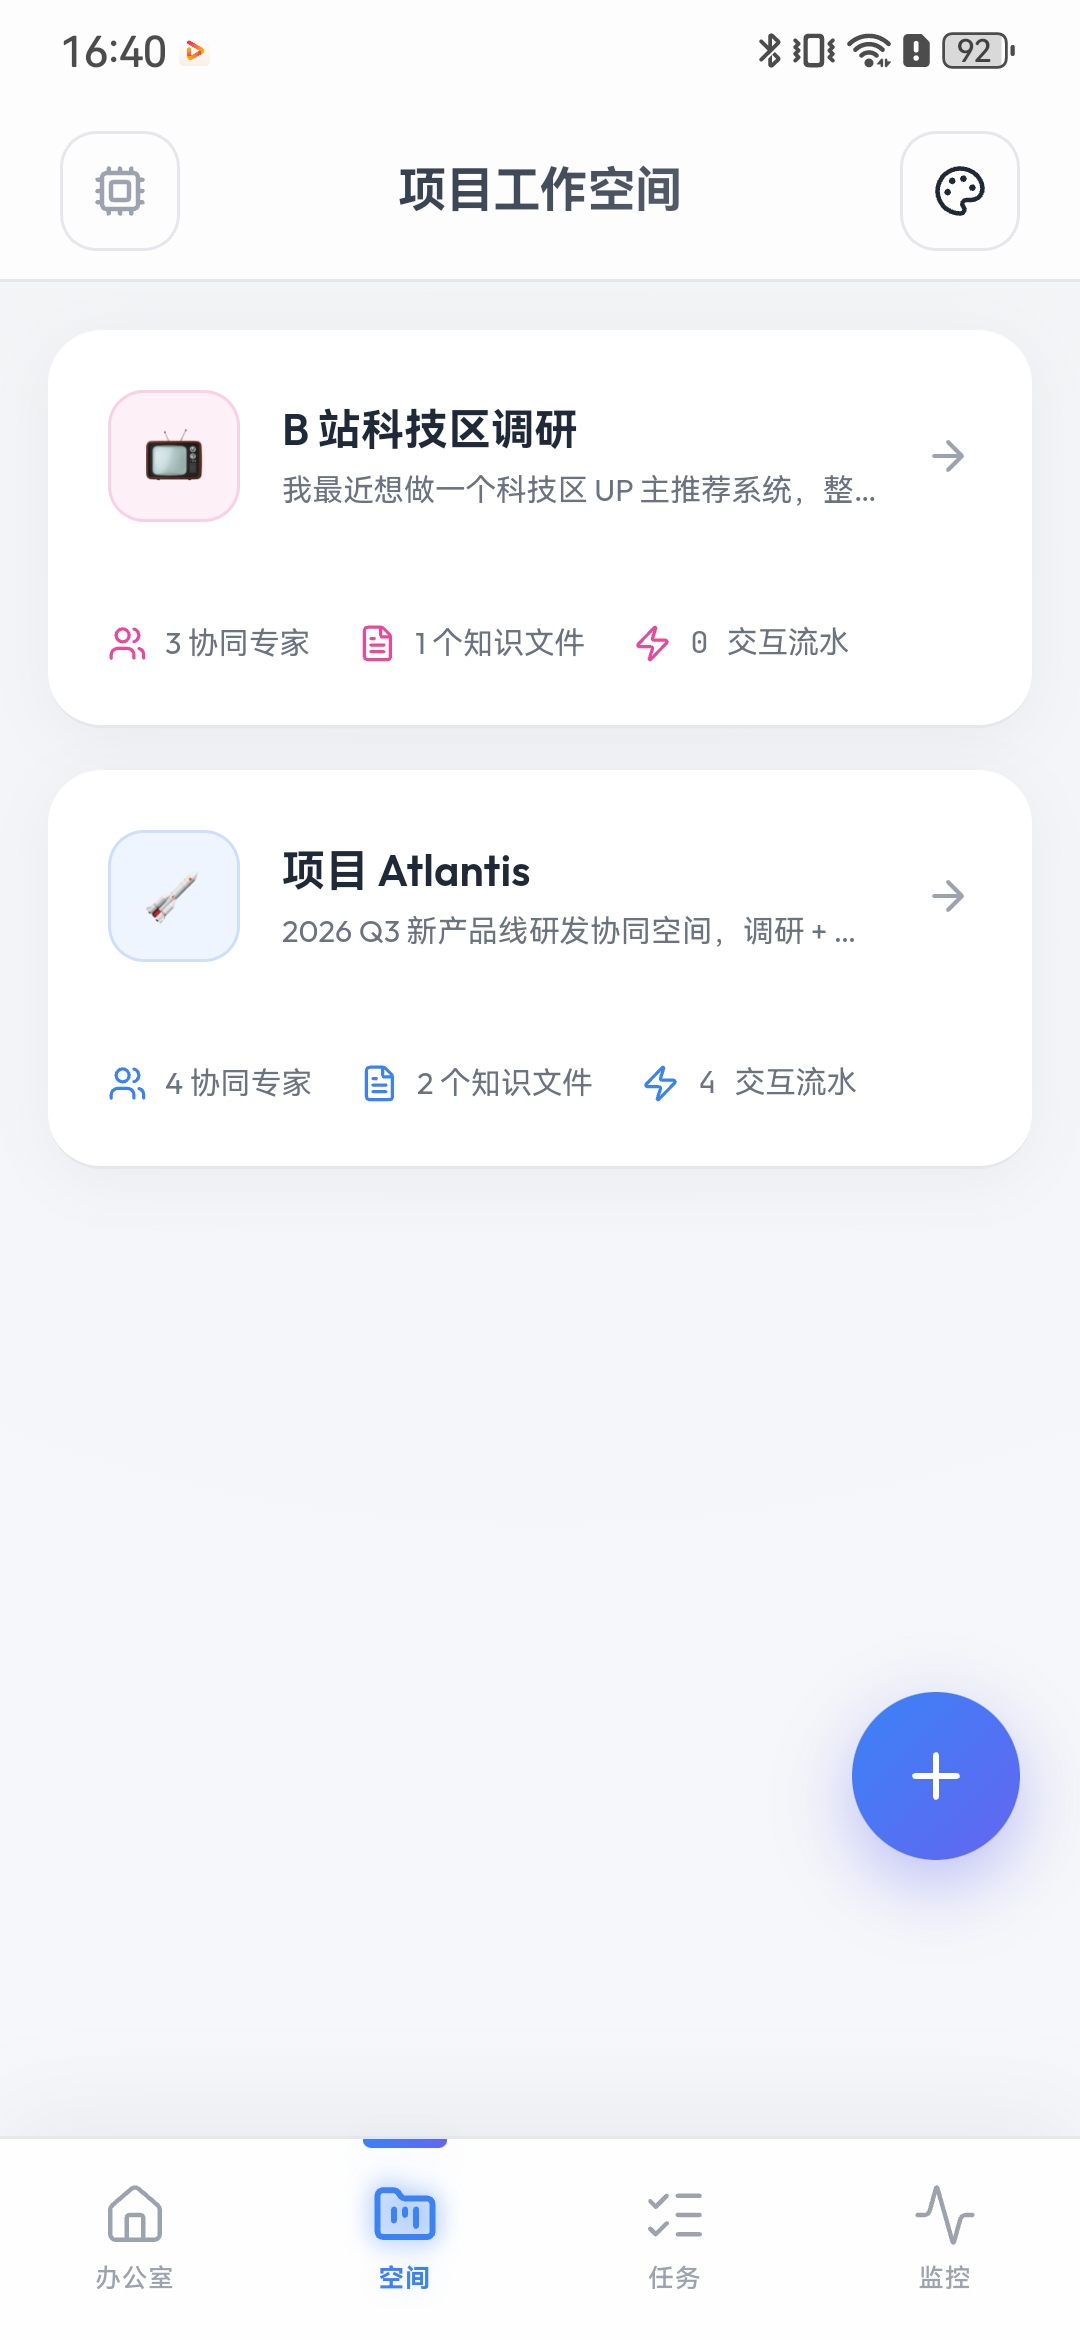 16:40
92
项目工作空间
B 站科技区调研
我最近想做一个科技区 UP 主推荐系统，整...
3 协同专家 1 个知识文件 0 交互流水
项目 Atlantis
2026 Q3 新产品线研发协同空间，调研 + ...
4 协同专家 2 个知识文件 4 交互流水
办公室 空间 任务 监控